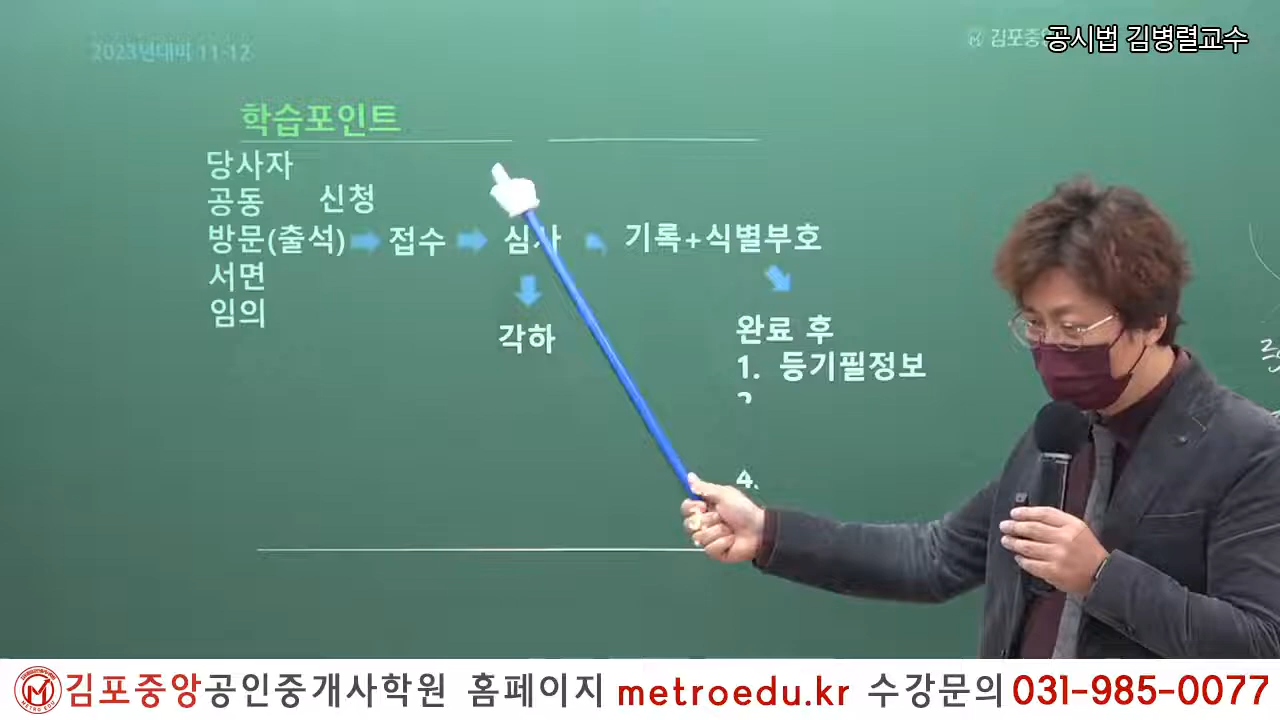 2023년대비 11-12
김포중앙
공시법 김병렬교수
학습포인트
당사자
공동 신청
방문(출석) 접수 심사 기록+식별부호
서면
임의
각하
완료 후
1. 등기필정보
2
4.
김포중앙공인중개사학원 홈페이지 metroedu.kr 수강문의 031-985-0077
METRO EDU